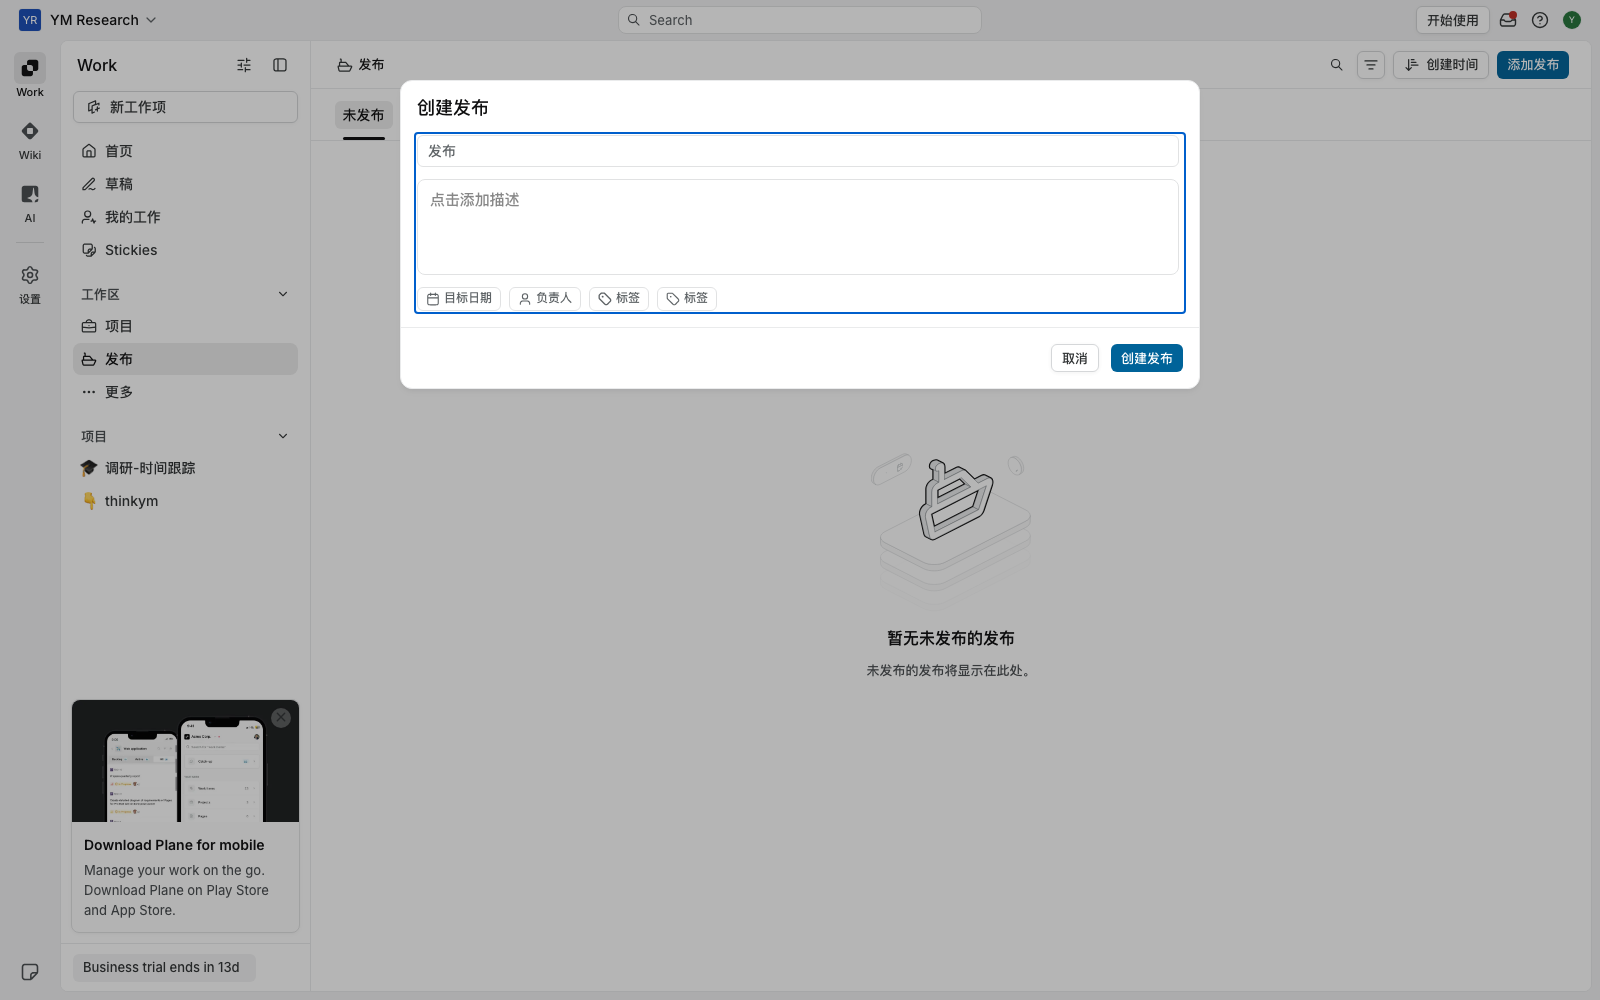 YR YM Research
Search
开始使用
Y
Work
Wiki
AI
设置
Work
新工作项
首页
草稿
我的工作
Stickies
工作区
项目
发布
更多
项目
调研-时间跟踪
thinkym
Download Plane for mobile
Manage your work on the go.
Download Plane on Play Store
and App Store.
Business trial ends in 13d
发布
创建时间
添加发布
未发布
创建发布
发布
点击添加描述
目标日期
负责人
标签
标签
取消
创建发布
暂无未发布的发布
未发布的发布将显示在此处。